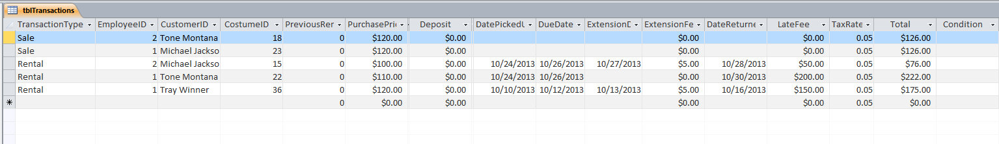 tblTransactions
TransactionType EmployeeID CustomerID CostumeID PreviousRer PurchasePric Deposit DatePickedU DueDate ExtensionD ExtensionFe DateReturne LateFee TaxRate Total Condition
Sale 2 Tone Montana 18 0 $120.00 $0.00 $0.00 $0.00 0.05 $126.00
Sale 1 Michael Jackso 23 0 $120.00 $0.00 $0.00 $0.00 0.05 $126.00
Rental 2 Michael Jackso 15 0 $100.00 $0.00 10/24/2013 10/26/2013 10/27/2013 $5.00 10/28/2013 $50.00 0.05 $76.00
Rental 1 Tone Montana 22 0 $110.00 $0.00 10/24/2013 10/26/2013 $0.00 10/30/2013 $200.00 0.05 $222.00
Rental 1 Tray Winner 36 0 $120.00 $0.00 10/10/2013 10/12/2013 10/13/2013 $5.00 10/16/2013 $150.00 0.05 $175.00
* 0 $0.00 $0.00 $0.00 $0.00 0.05 $0.00